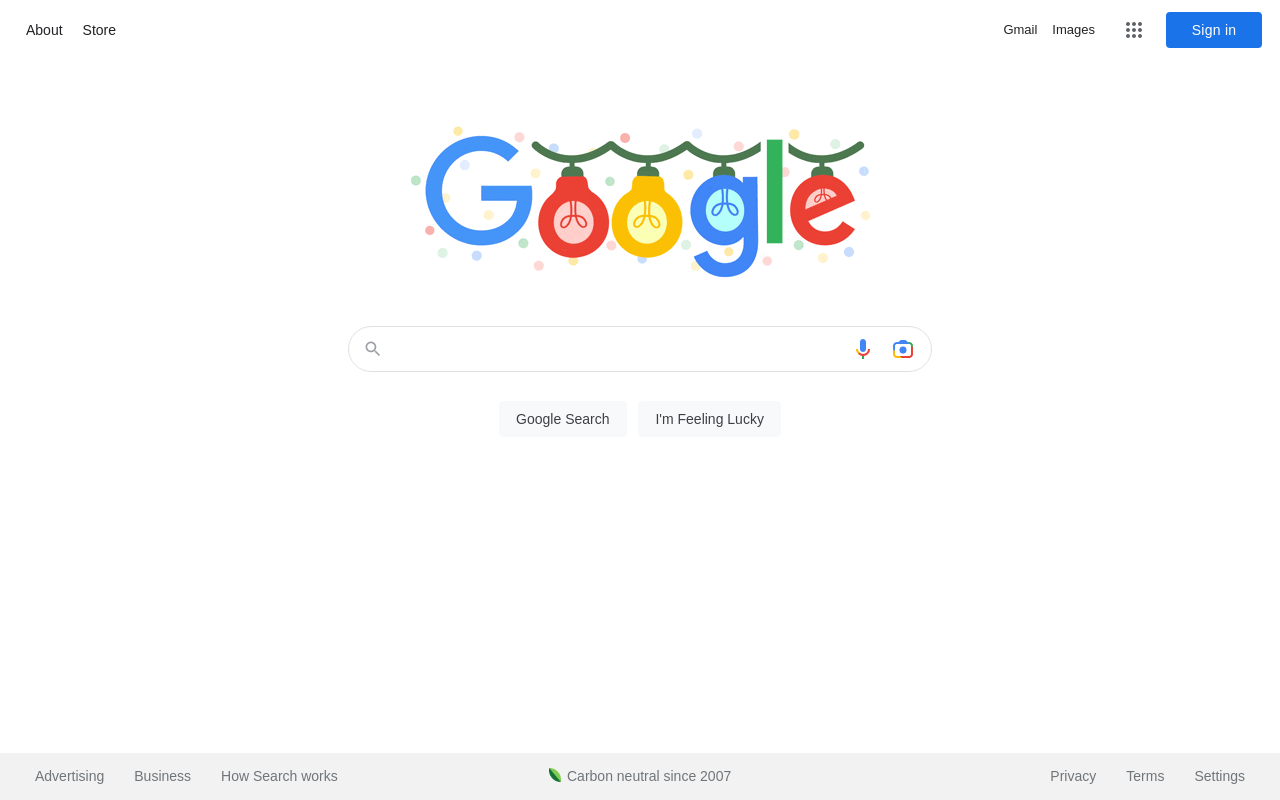 About
Store
Gmail
Images
Sign in
Google
Google Search
I'm Feeling Lucky
Advertising
Business
How Search works
Carbon neutral since 2007
Privacy
Terms
Settings